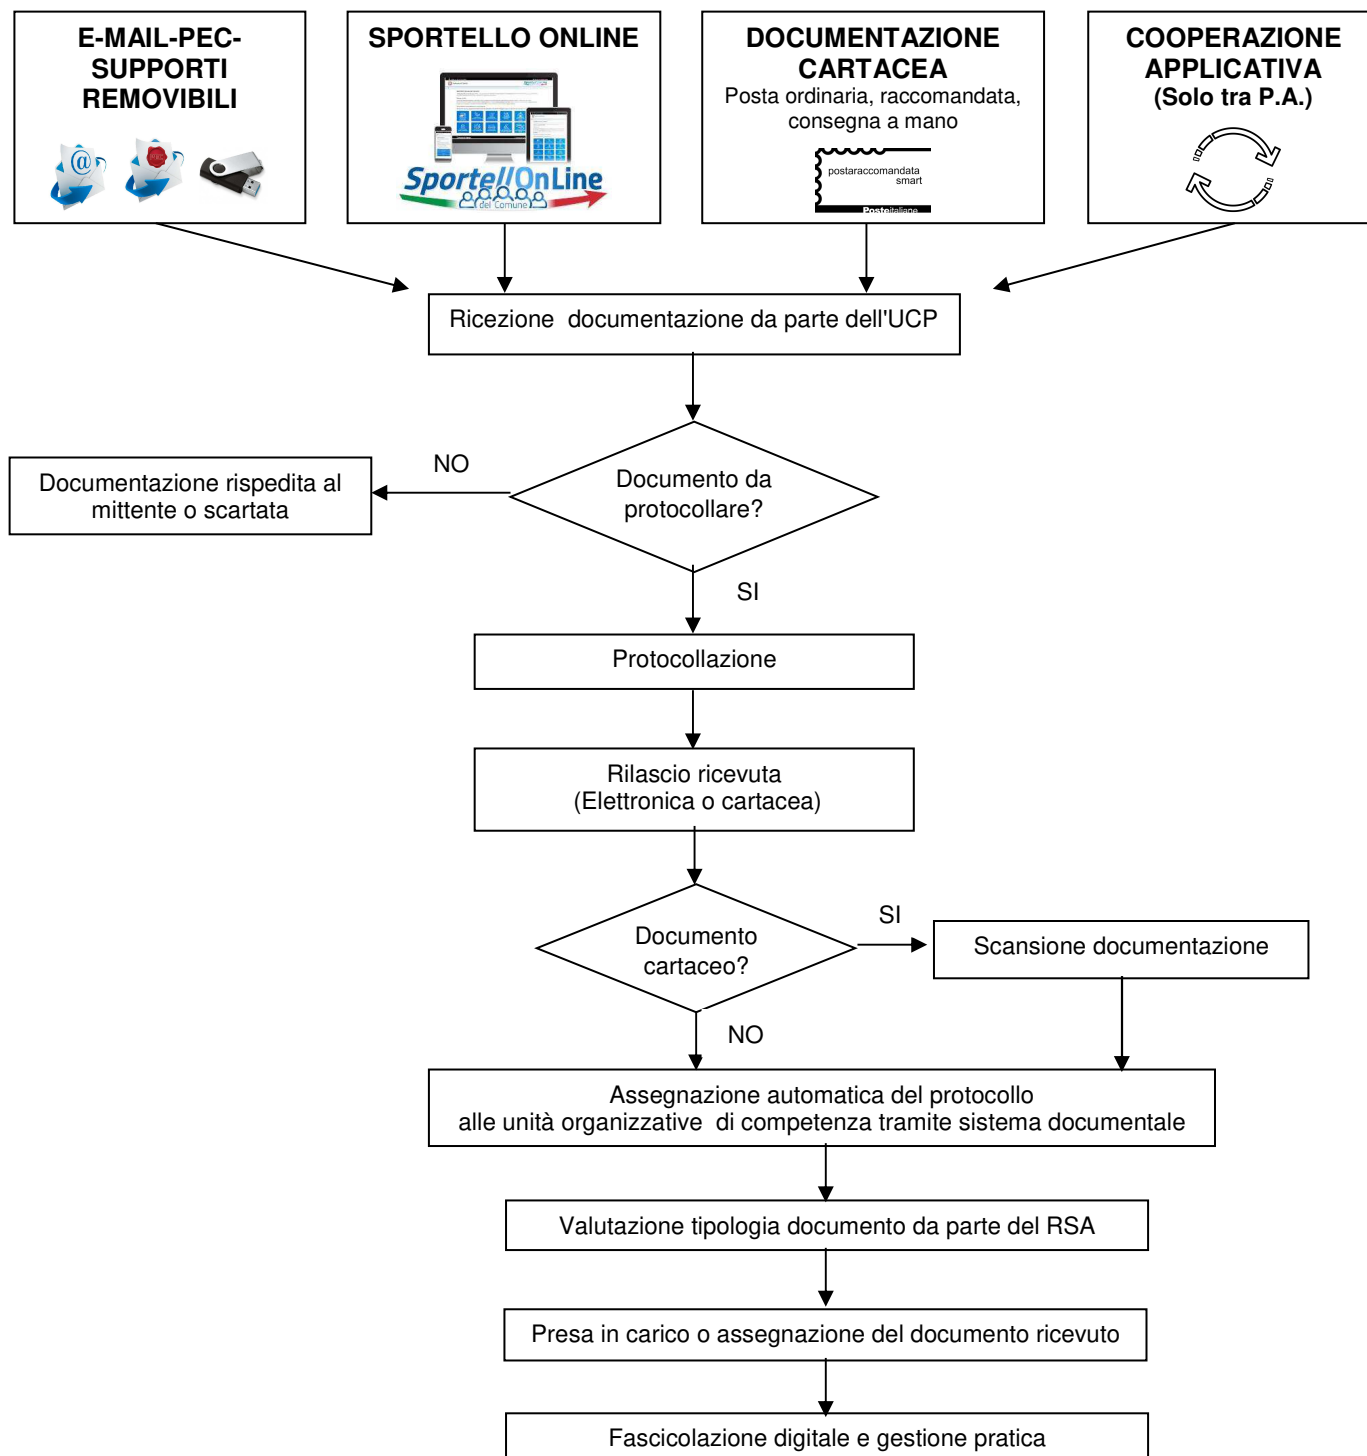 E-MAIL-PEC-
SUPPORTI
REMOVIBILI
@
PEC
SPORTELLO ONLINE
SportellOnLine
del Comune
DOCUMENTAZIONE
CARTACEA
Posta ordinaria, raccomandata,
consegna a mano
postaraccomandata
smart
Posteitaliane
COOPERAZIONE
APPLICATIVA
(Solo tra P.A.)
Ricezione documentazione da parte dell'UCP
NO
Documento da
protocollare?
Documentazione rispedita al
mittente o scartata
SI
Protocollazione
Rilascio ricevuta
(Elettronica o cartacea)
Documento
cartaceo?
SI
Scansione documentazione
NO
Assegnazione automatica del protocollo
alle unità organizzative di competenza tramite sistema documentale
Valutazione tipologia documento da parte del RSA
Presa in carico o assegnazione del documento ricevuto
Fascicolazione digitale e gestione pratica